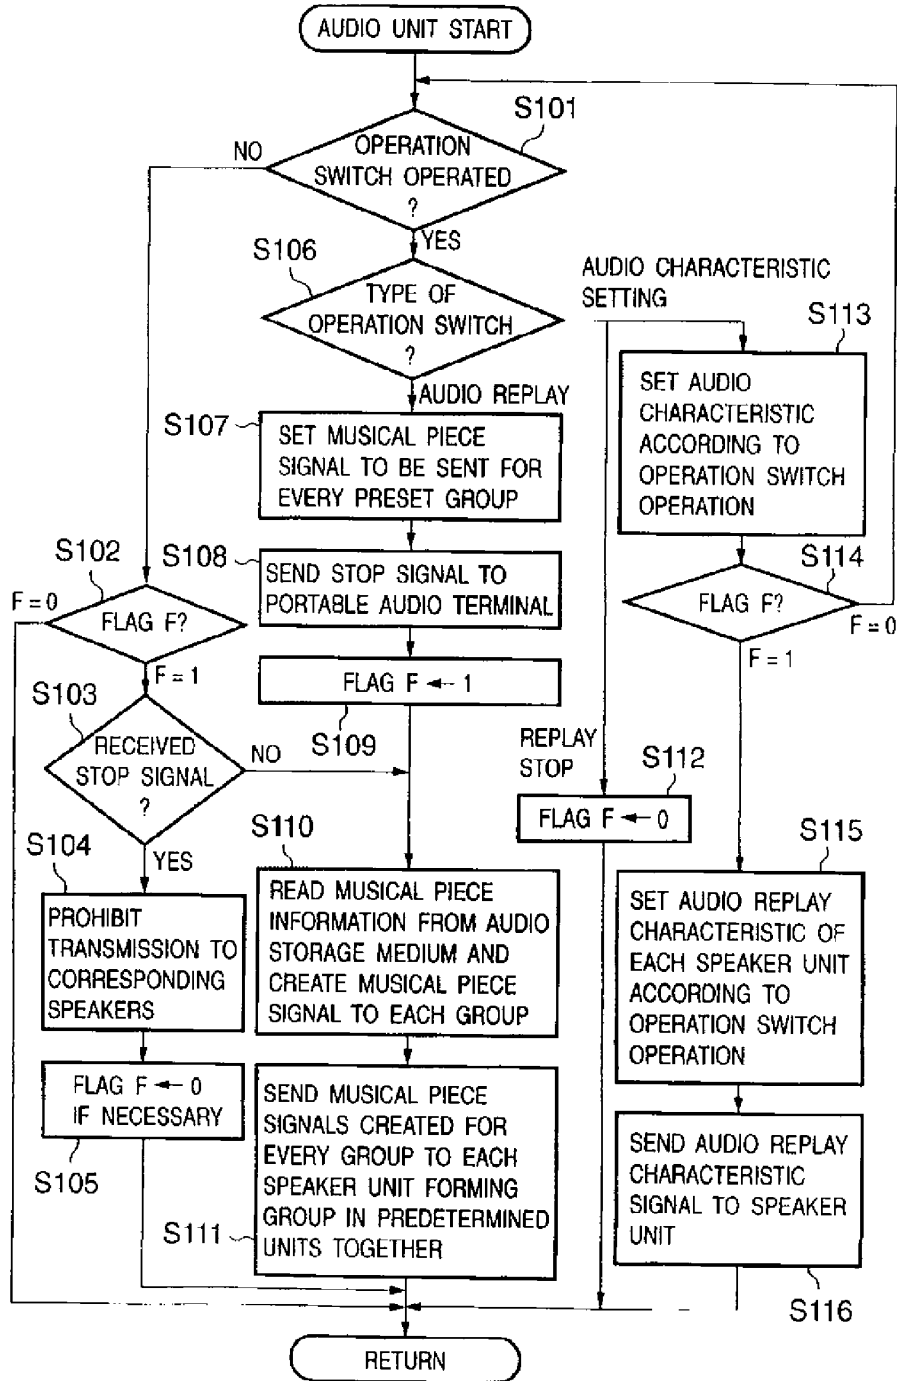 AUDIO UNIT START
S101
OPERATION
SWITCH OPERATED
?
NO
YES
S106
TYPE OF
OPERATION SWITCH
?
AUDIO CHARACTERISTIC
SETTING
AUDIO REPLAY
S107
SET MUSICAL PIECE
SIGNAL TO BE SENT FOR
EVERY PRESET GROUP
S113
SET AUDIO
CHARACTERISTIC
ACCORDING TO
OPERATION SWITCH
OPERATION
S108
SEND STOP SIGNAL TO
PORTABLE AUDIO TERMINAL
S102
F=0
FLAG F?
F = 1
S114
FLAG F?
F = 0
F = 1
FLAG F ← 1
S109
S103
RECEIVED
STOP SIGNAL
?
NO
YES
REPLAY
STOP
S112
FLAG F ← 0
S104
PROHIBIT
TRANSMISSION TO
CORRESPONDING
SPEAKERS
S110
READ MUSICAL PIECE
INFORMATION FROM AUDIO
STORAGE MEDIUM AND
CREATE MUSICAL PIECE
SIGNAL TO EACH GROUP
S115
SET AUDIO REPLAY
CHARACTERISTIC OF
EACH SPEAKER UNIT
ACCORDING TO
OPERATION SWITCH
OPERATION
FLAG F ← 0
IF NECESSARY
S105
SEND MUSICAL PIECE
SIGNALS CREATED FOR
EVERY GROUP TO EACH
SPEAKER UNIT FORMING
GROUP IN PREDETERMINED
UNITS TOGETHER
S111
SEND AUDIO REPLAY
CHARACTERISTIC
SIGNAL TO SPEAKER
UNIT
S116
RETURN